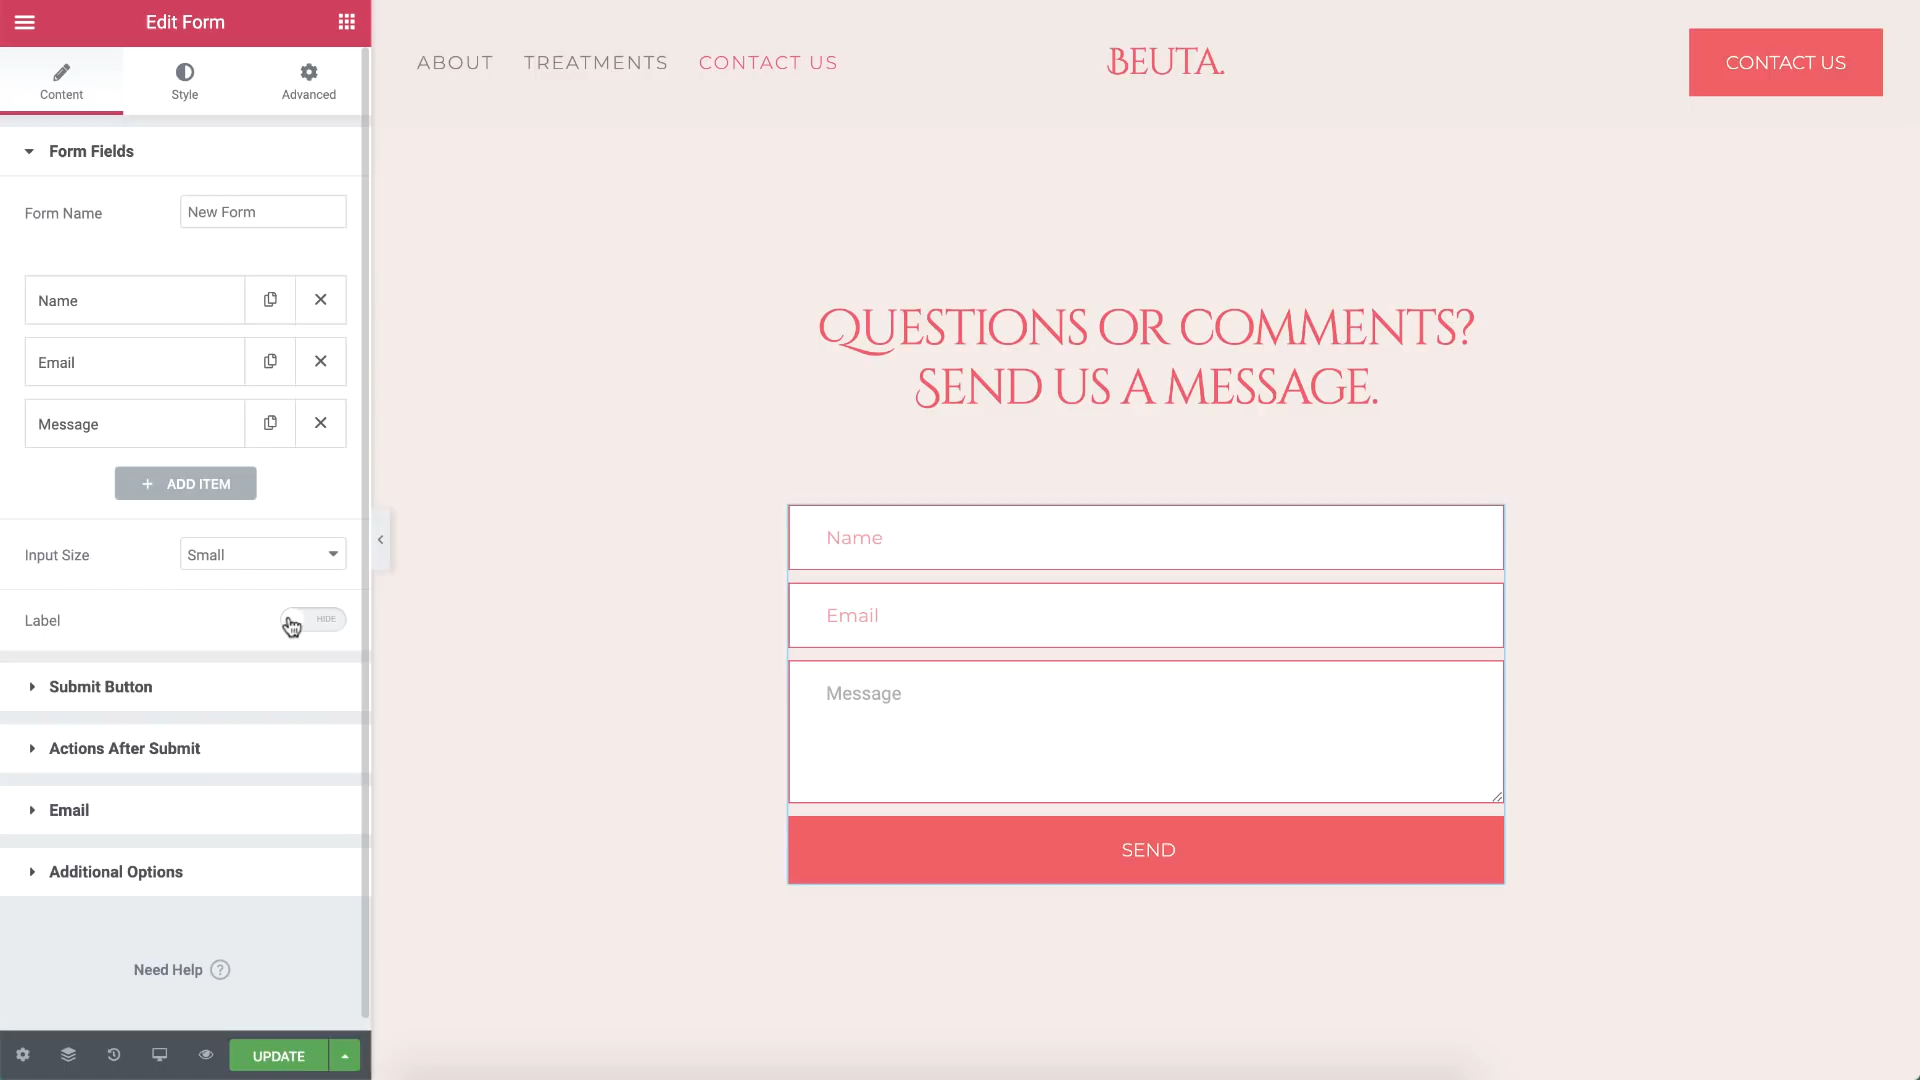 Edit Form
Content
Style
Advanced
Form Fields
Form Name
New Form
Name
Email
Message
+ ADD ITEM
Input Size
Small
Label
HIDE
Submit Button
Actions After Submit
Email
Additional Options
Need Help ?
UPDATE
ABOUT
TREATMENTS
CONTACT US
BEUTA.
CONTACT US
QUESTIONS OR COMMENTS?
SEND US A MESSAGE.
Name
Email
Message
SEND